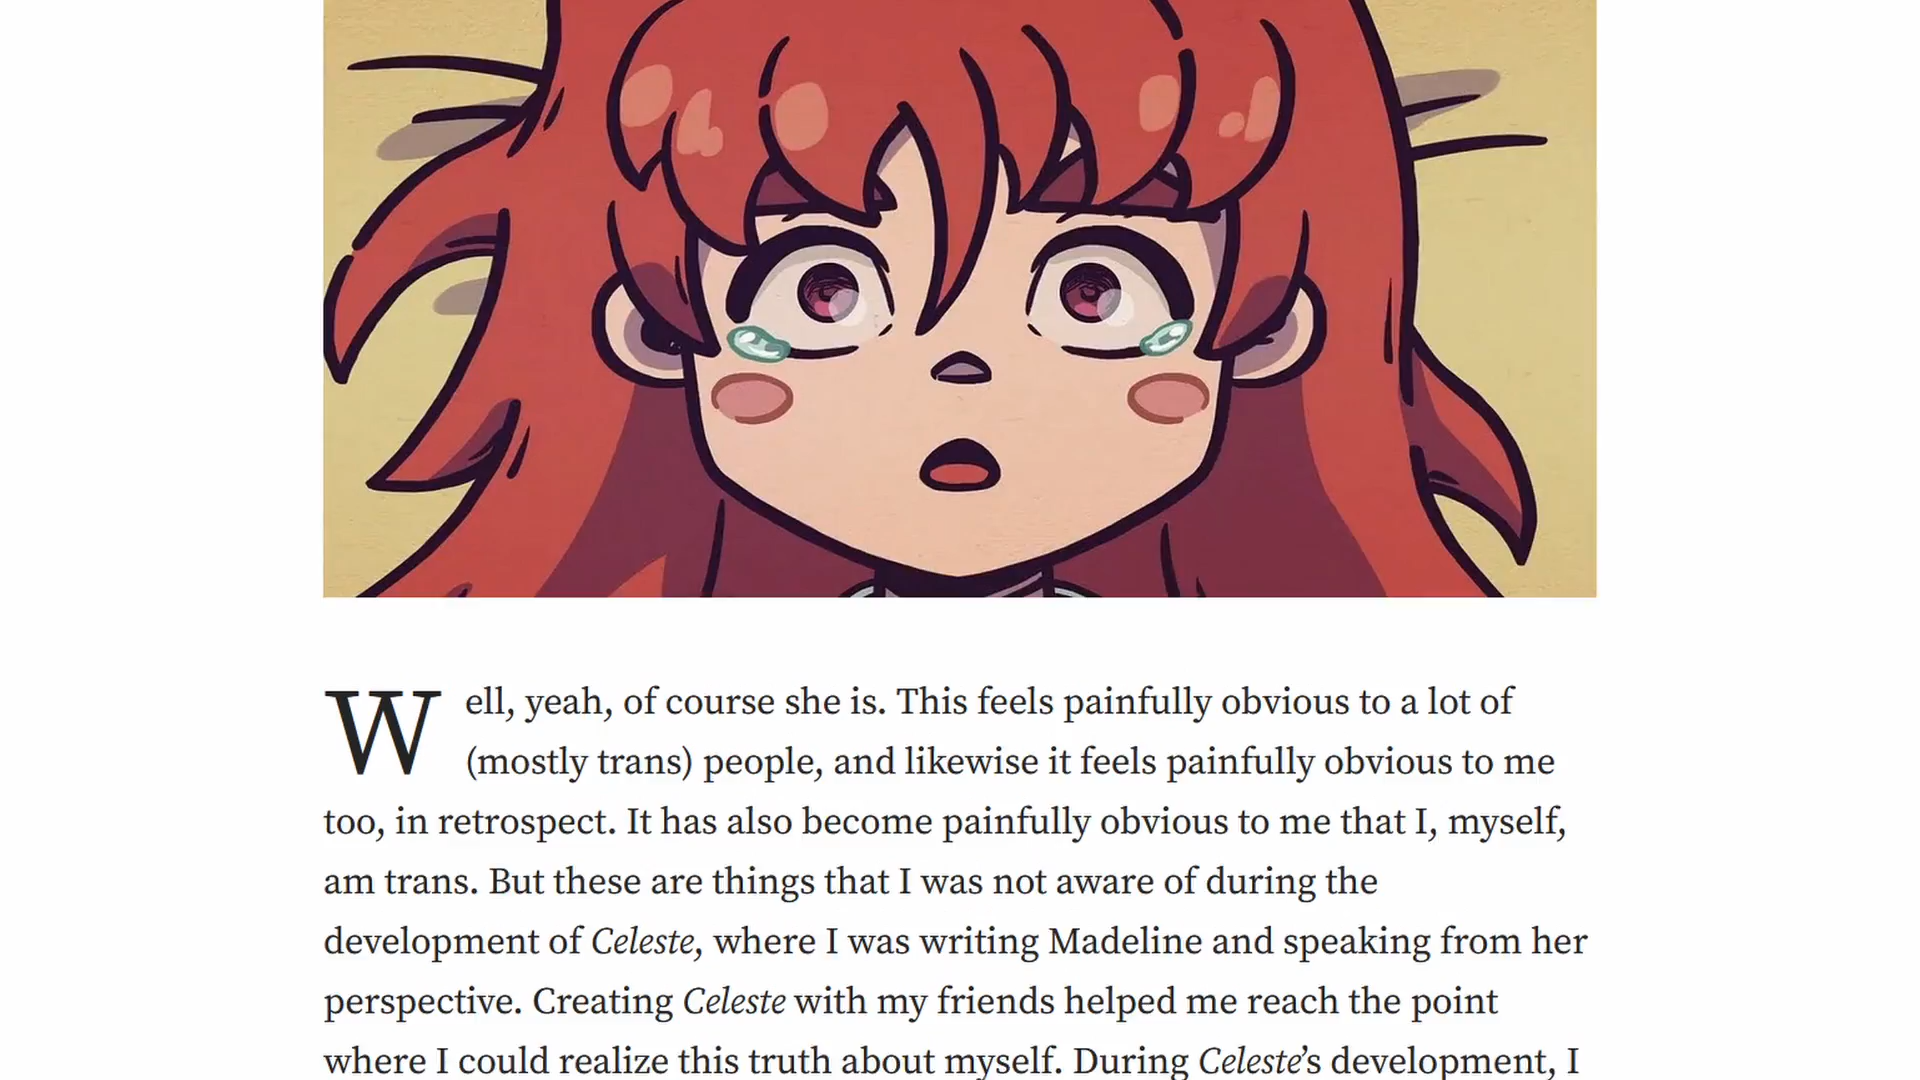 Well, yeah, of course she is. This feels painfully obvious to a lot of
(mostly trans) people, and likewise it feels painfully obvious to me
too, in retrospect. It has also become painfully obvious to me that I, myself,
am trans. But these are things that I was not aware of during the
development of Celeste, where I was writing Madeline and speaking from her
perspective. Creating Celeste with my friends helped me reach the point
where I could realize this truth about myself. During Celeste’s development, I